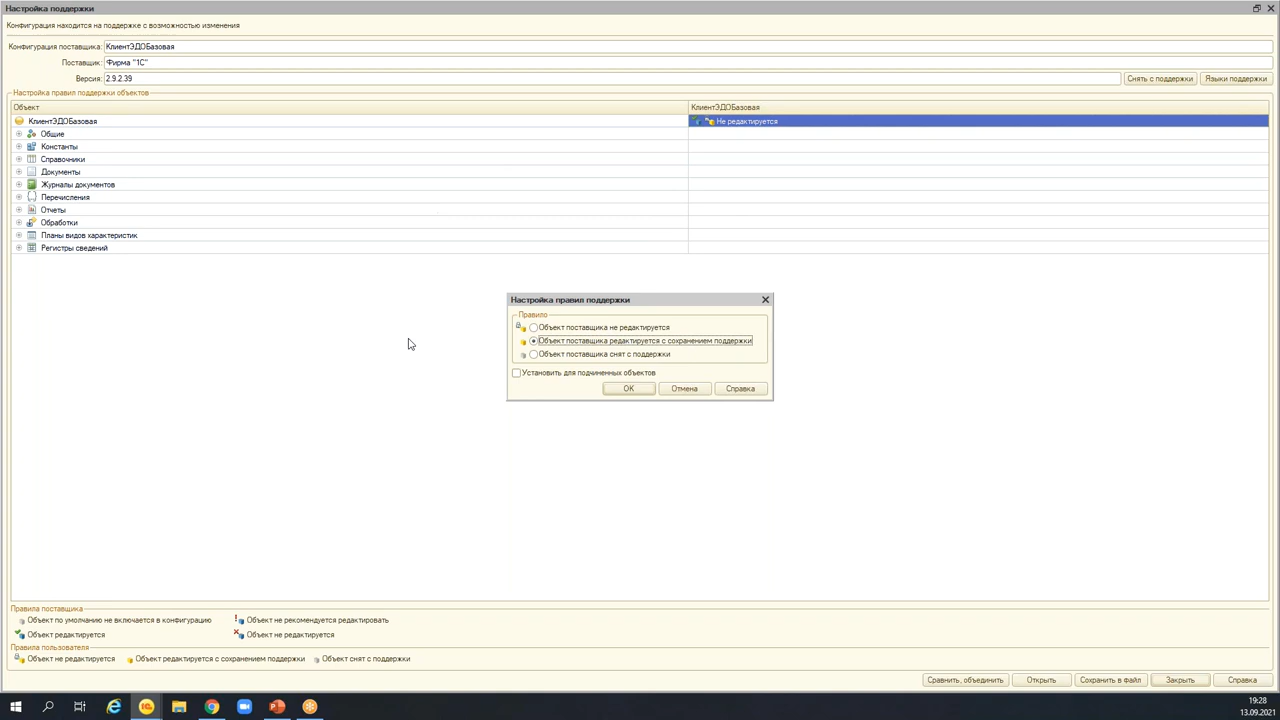 Настройка поддержки
Конфигурация находится на поддержке с возможностью изменения
Конфигурация поставщика: КлиентЭДОБазовая
Поставщик: Фирма "1С"
Версия: 2.9.2.39 Снять с поддержки Языки поддержки
Настройка правил поддержки объектов
Объект КлиентЭДОБазовая
КлиентЭДОБазовая Не редактируется
Общие
Константы
Справочники
Документы
Журналы документов
Перечисления
Отчеты
Обработки
Планы видов характеристик
Регистры сведений
Настройка правил поддержки
Правило
Объект поставщика не редактируется
Объект поставщика редактируется с сохранением поддержки
Объект поставщика снят с поддержки
Установить для подчиненных объектов
OK Отмена Справка
Правила поставщика
Объект по умолчанию не включается в конфигурацию Объект не рекомендуется редактировать
Объект редактируется Объект не редактируется
Правила пользователя
Объект не редактируется Объект редактируется с сохранением поддержки Объект снят с поддержки
Сравнить, объединить Открыть Сохранить в файл Закрыть Справка
19:28
13.09.2021